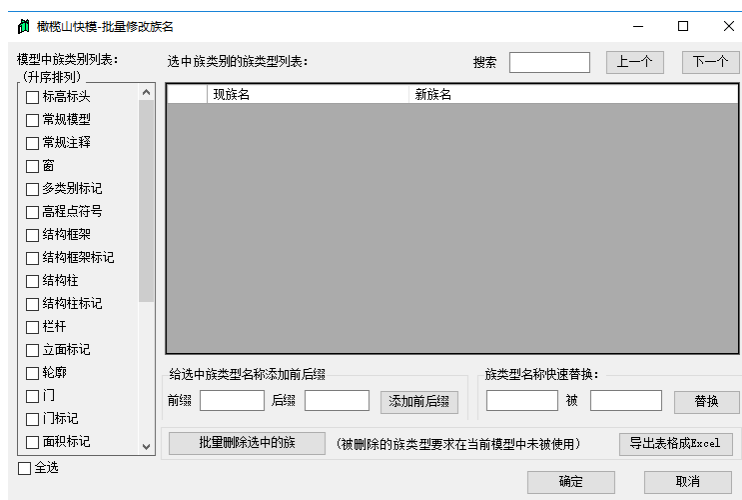 橄榄山快模-批量修改族名
模型中族类别列表：
（升序排列）
选中族类别的族类型列表：
搜索
上一个
下一个
现族名
新族名
标高标头
常规模型
常规注释
窗
多类别标记
高程点符号
结构框架
结构框架标记
结构柱
结构柱标记
栏杆
立面标记
轮廓
门
门标记
面积标记
全选
给选中族类型名称添加前后缀
前缀
后缀
添加前后缀
族类型名称快速替换：
被
替换
批里删除选中的族
（被删除的族类型要求在当前模型中未被使用）
导出表格成Excel
确定
取消